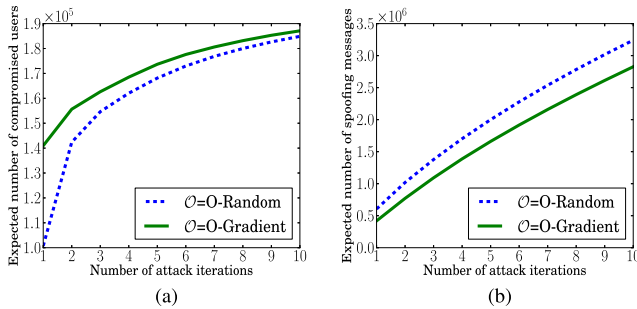 ×10⁵
1.9
1.8
1.7
1.6
1.5
1.4
1.3
1.2
1.1
1.0
Expected number of compromised users
𝒪=O-Random
𝒪=O-Gradient
1 2 3 4 5 6 7 8 9 10
Number of attack iterations
(a)
×10⁶
3.5
3.0
2.5
2.0
1.5
1.0
0.5
0.0
Expected number of spoofing messages
𝒪=O-Random
𝒪=O-Gradient
1 2 3 4 5 6 7 8 9 10
Number of attack iterations
(b)